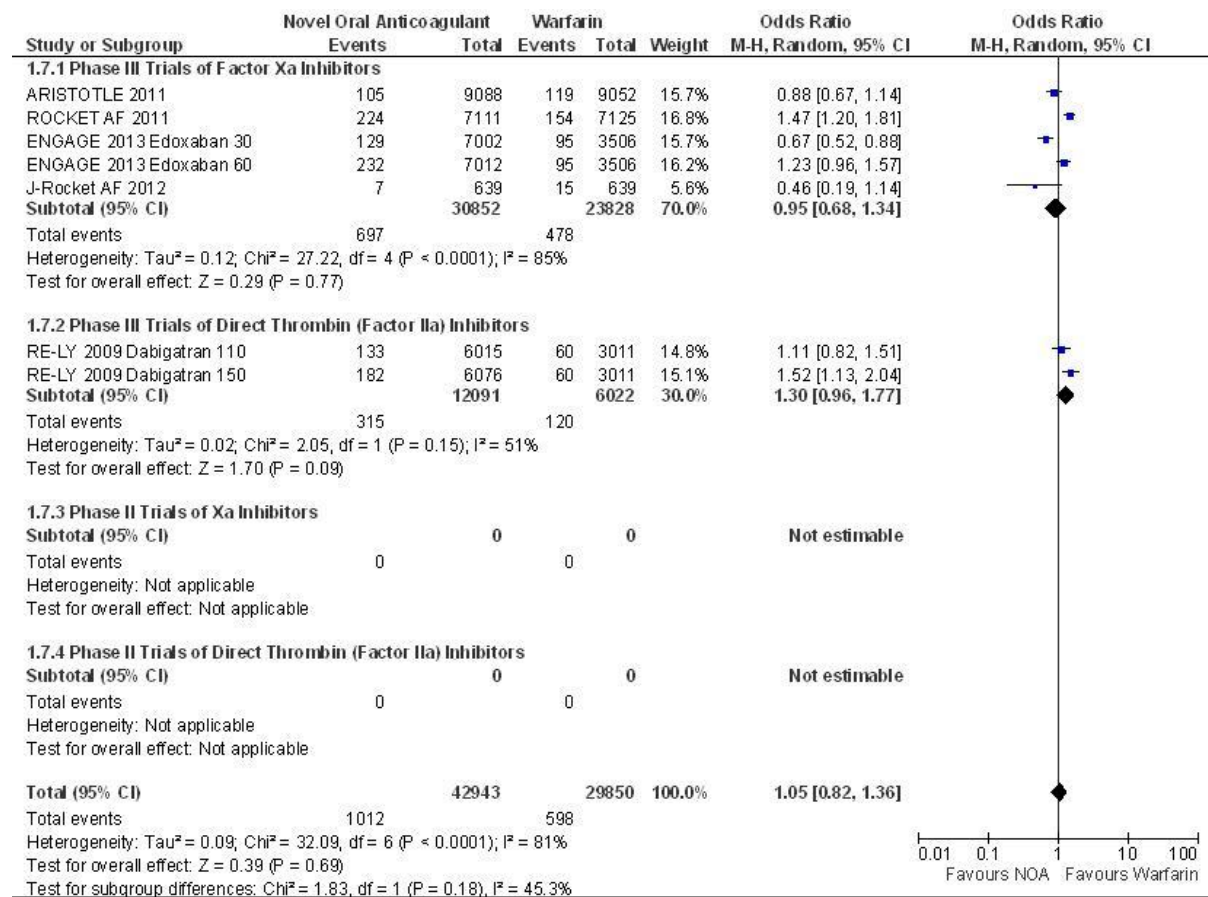 Novel Oral Anticoagulant Warfarin Odds Ratio Odds Ratio
Study or Subgroup Events Total Events Total Weight M-H, Random, 95% CI M-H, Random, 95% CI
1.7.1 Phase III Trials of Factor Xa Inhibitors
ARISTOTLE 2011 105 9088 119 9052 15.7% 0.88 [0.67, 1.14]
ROCKET AF 2011 224 7111 154 7125 16.8% 1.47 [1.20, 1.81]
ENGAGE 2013 Edoxaban 30 129 7002 95 3506 15.7% 0.67 [0.52, 0.88]
ENGAGE 2013 Edoxaban 60 232 7012 95 3506 16.2% 1.23 [0.96, 1.57]
J-Rocket AF 2012 7 639 15 639 5.6% 0.46 [0.19, 1.14]
Subtotal (95% CI) 30852 23828 70.0% 0.95 [0.68, 1.34]
Total events 697 478
Heterogeneity: Tau² = 0.12; Chi² = 27.22, df = 4 (P < 0.0001); I² = 85%
Test for overall effect: Z = 0.29 (P = 0.77)
1.7.2 Phase III Trials of Direct Thrombin (Factor IIa) Inhibitors
RE-LY 2009 Dabigatran 110 133 6015 60 3011 14.8% 1.11 [0.82, 1.51]
RE-LY 2009 Dabigatran 150 182 6076 60 3011 15.1% 1.52 [1.13, 2.04]
Subtotal (95% CI) 12091 6022 30.0% 1.30 [0.96, 1.77]
Total events 315 120
Heterogeneity: Tau² = 0.02; Chi² = 2.05, df = 1 (P = 0.15); I² = 51%
Test for overall effect: Z = 1.70 (P = 0.09)
1.7.3 Phase II Trials of Xa Inhibitors
Subtotal (95% CI) 0 0 Not estimable
Total events 0 0
Heterogeneity: Not applicable
Test for overall effect: Not applicable
1.7.4 Phase II Trials of Direct Thrombin (Factor IIa) Inhibitors
Subtotal (95% CI) 0 0 Not estimable
Total events 0 0
Heterogeneity: Not applicable
Test for overall effect: Not applicable
Total (95% CI) 42943 29850 100.0% 1.05 [0.82, 1.36]
Total events 1012 598
Heterogeneity: Tau² = 0.09; Chi² = 32.09, df = 6 (P < 0.0001); I² = 81%
Test for overall effect: Z = 0.39 (P = 0.69)
Test for subgroup differences: Chi² = 1.83, df = 1 (P = 0.18), I² = 45.3%
0.01 0.1 1 10 100
Favours NOA Favours Warfarin